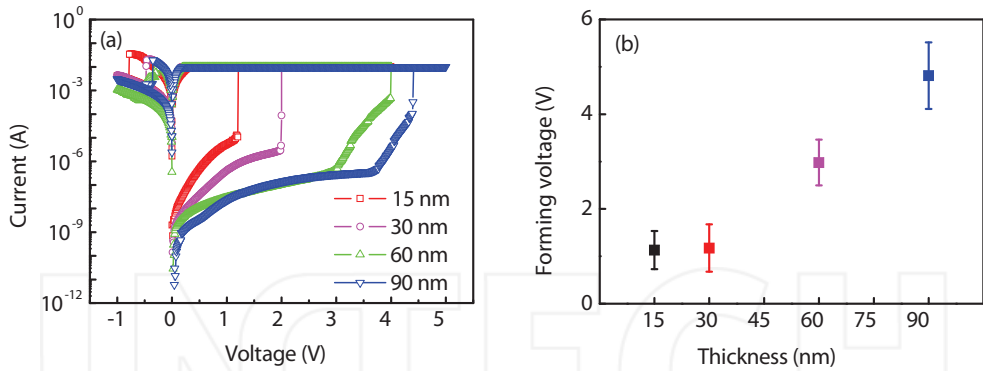 (a)
Current (A)
10^0
10^-3
10^-6
10^-9
10^-12
15 nm
30 nm
60 nm
90 nm
-1 0 1 2 3 4 5
Voltage (V)
(b)
Forming voltage (V)
6
4
2
0
15 30 45 60 75 90
Thickness (nm)
INTECH